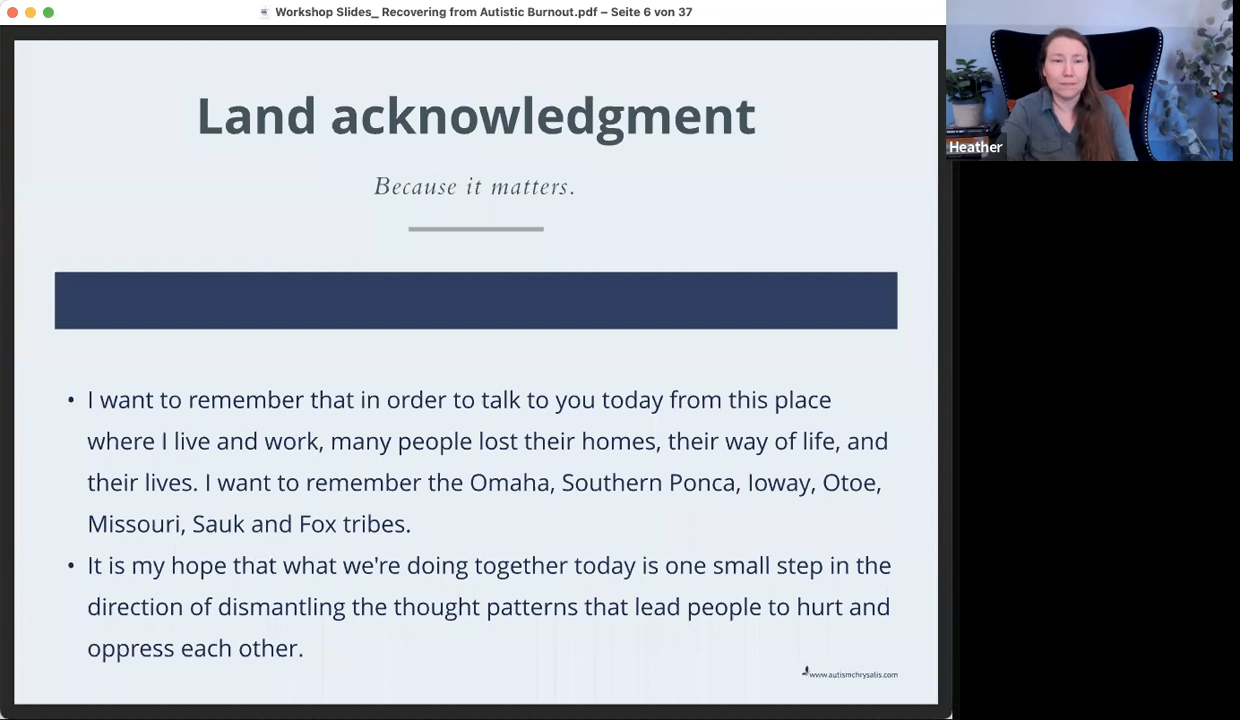 Workshop Slides_ Recovering from Autistic Burnout.pdf – Seite 6 von 37
Land acknowledgment
Because it matters.
• I want to remember that in order to talk to you today from this place
where I live and work, many people lost their homes, their way of life, and
their lives. I want to remember the Omaha, Southern Ponca, Ioway, Otoe,
Missouri, Sauk and Fox tribes.
• It is my hope that what we're doing together today is one small step in the
direction of dismantling the thought patterns that lead people to hurt and
oppress each other.
www.autismchrysalis.com
Heather